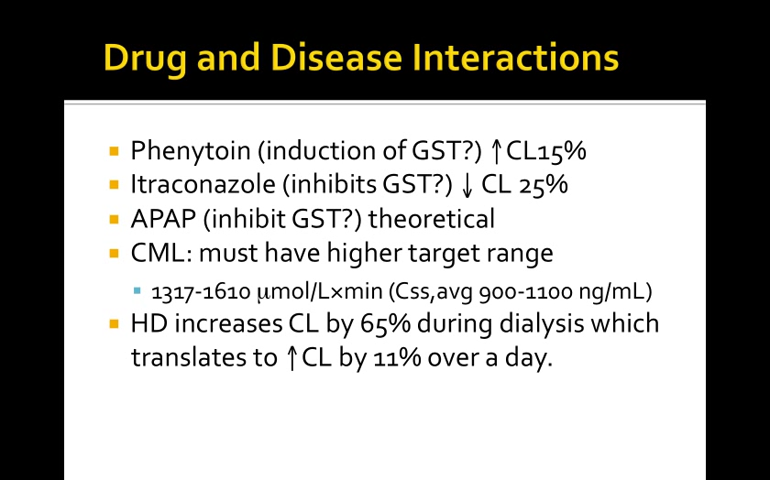 Drug and Disease Interactions
▪ Phenytoin (induction of GST?) ↑CL15%
▪ Itraconazole (inhibits GST?) ↓ CL 25%
▪ APAP (inhibit GST?) theoretical
▪ CML: must have higher target range
▪ 1317-1610 μmol/L×min (Css,avg 900-1100 ng/mL)
▪ HD increases CL by 65% during dialysis which
translates to ↑CL by 11% over a day.